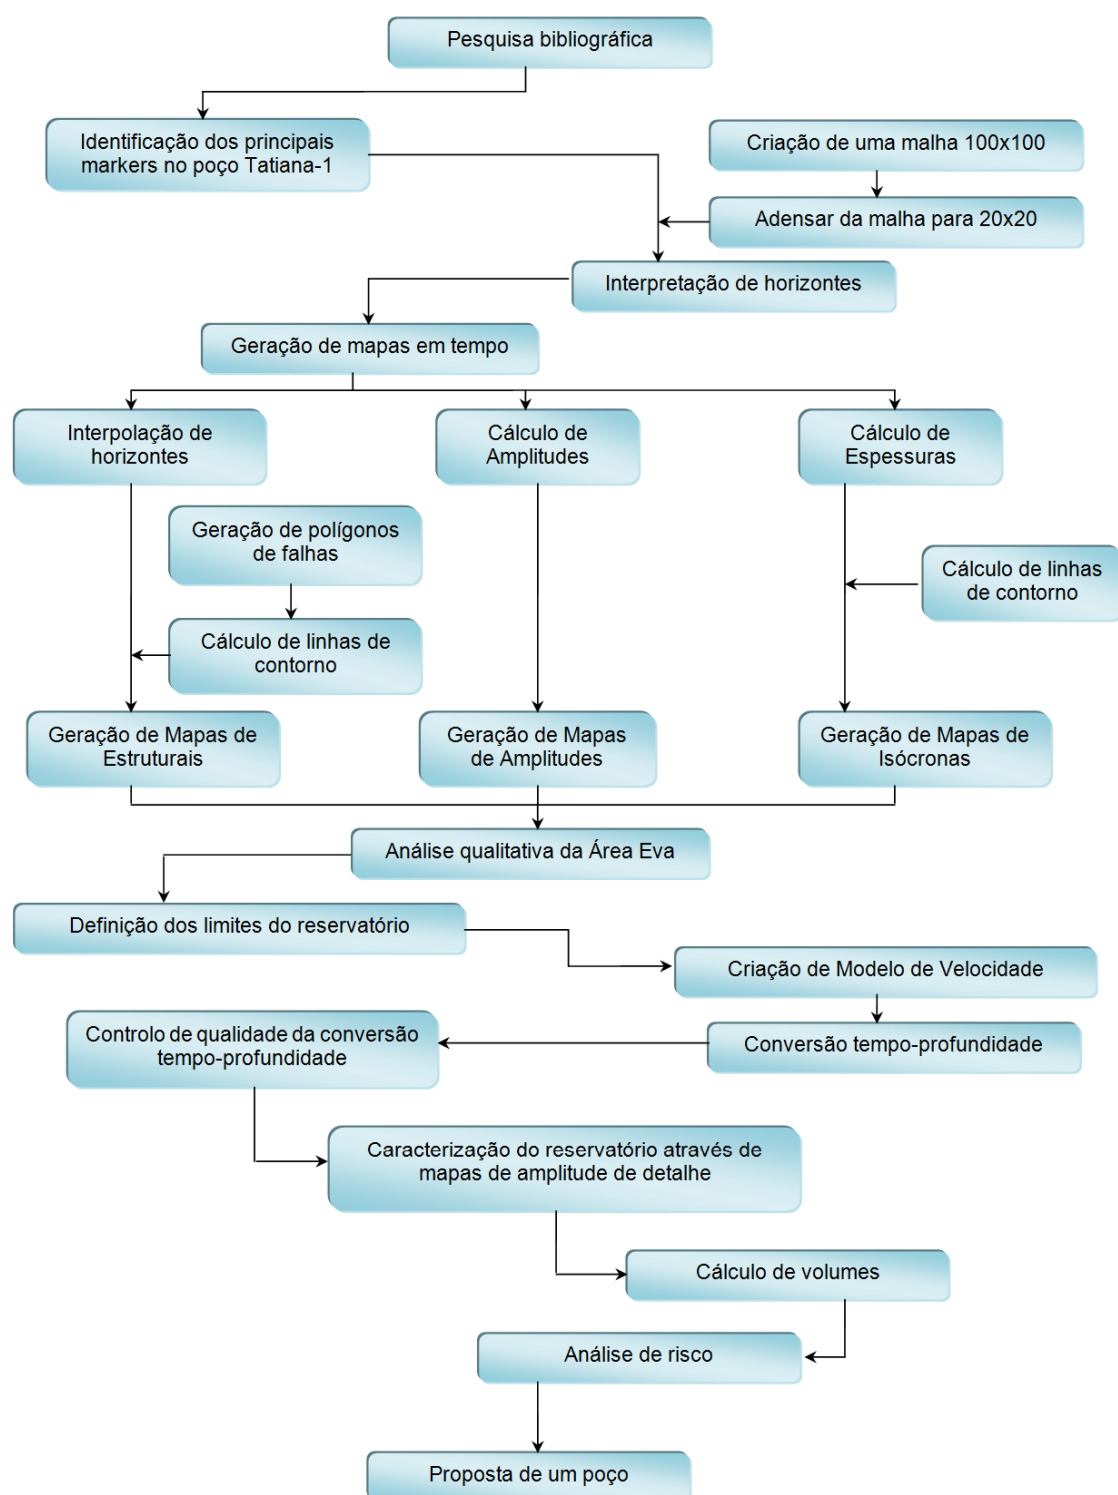 Pesquisa bibliográfica
Identificação dos principais
markers no poço Tatiana-1
Criação de uma malha 100x100
Adensar da malha para 20x20
Interpretação de horizontes
Geração de mapas em tempo
Interpolação de
horizontes
Cálculo de
Amplitudes
Cálculo de
Espessuras
Geração de polígonos
de falhas
Cálculo de linhas
de contorno
Cálculo de linhas de
contorno
Geração de Mapas de
Estruturais
Geração de Mapas
de Amplitudes
Geração de Mapas de
Isócronas
Análise qualitativa da Área Eva
Definição dos limites do reservatório
Criação de Modelo de Velocidade
Controlo de qualidade da conversão
tempo-profundidade
Conversão tempo-profundidade
Caracterização do reservatório através de
mapas de amplitude de detalhe
Cálculo de volumes
Análise de risco
Proposta de um poço